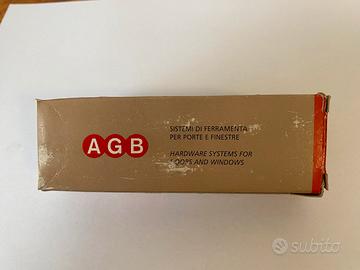 AGB
SISTEMI DI FERRAMENTA
PER PORTE E FINESTRE
HARDWARE SYSTEMS FOR
DOORS AND WINDOWS
subito